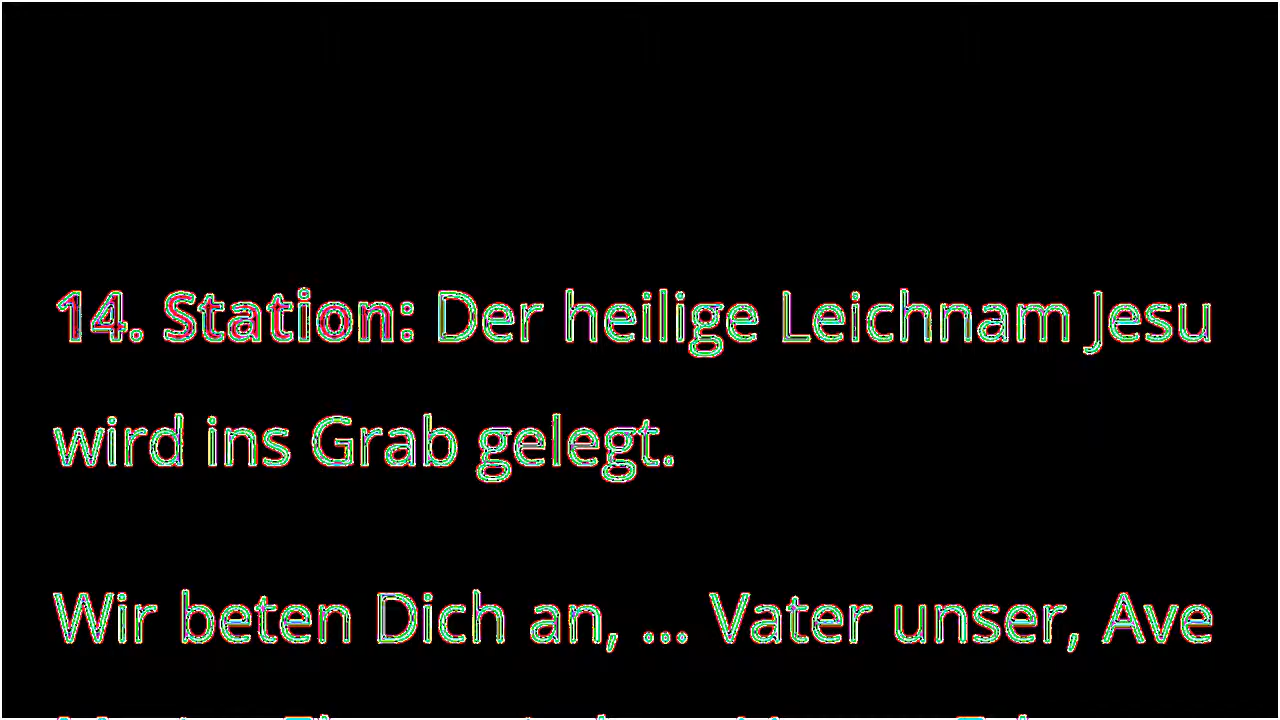 14. Station: Der heilige Leichnam Jesu
wird ins Grab gelegt.
Wir beten Dich an, ... Vater unser, Ave